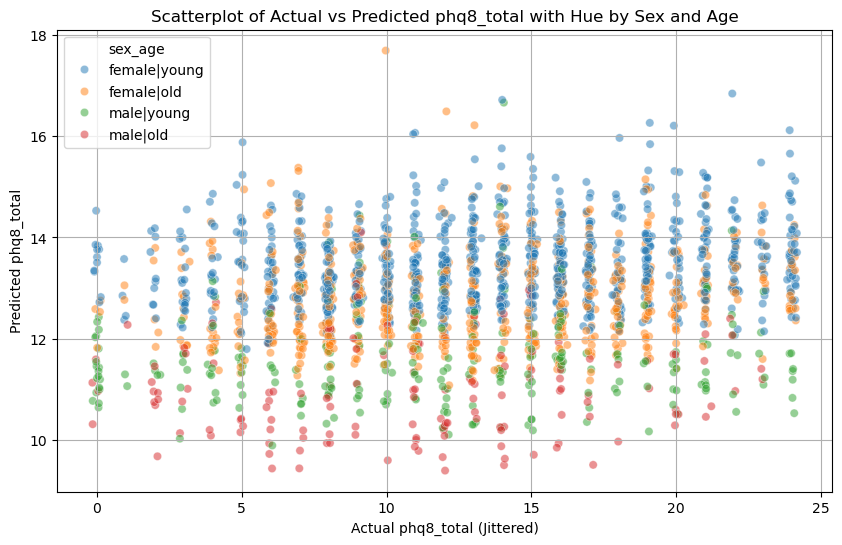 Scatterplot of Actual vs Predicted phq8_total with Hue by Sex and Age
18
16
14
12
10
Predicted phq8_total
sex_age
female|young
female|old
male|young
male|old
0 5 10 15 20 25
Actual phq8_total (Jittered)